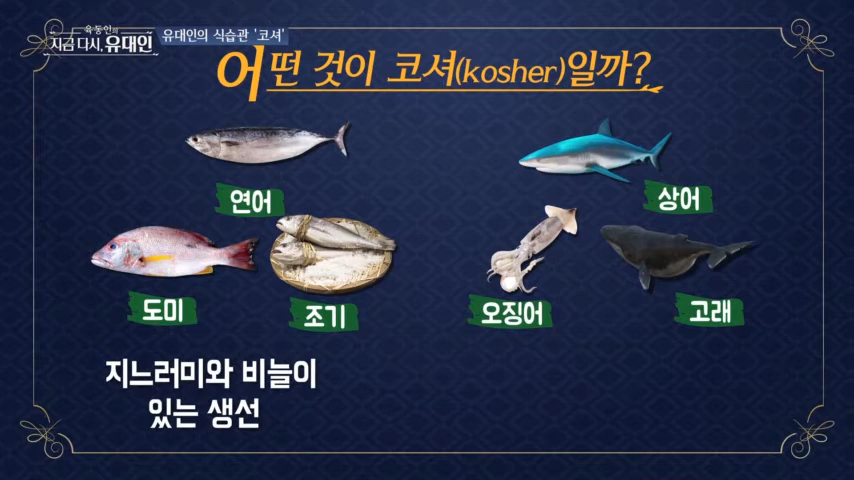 육동인의
지금 다시, 유대인
유대인의 식습관 '코셔'
어떤 것이 코셔(kosher)일까?
연어
상어
도미
조기
오징어
고래
지느러미와 비늘이
있는 생선